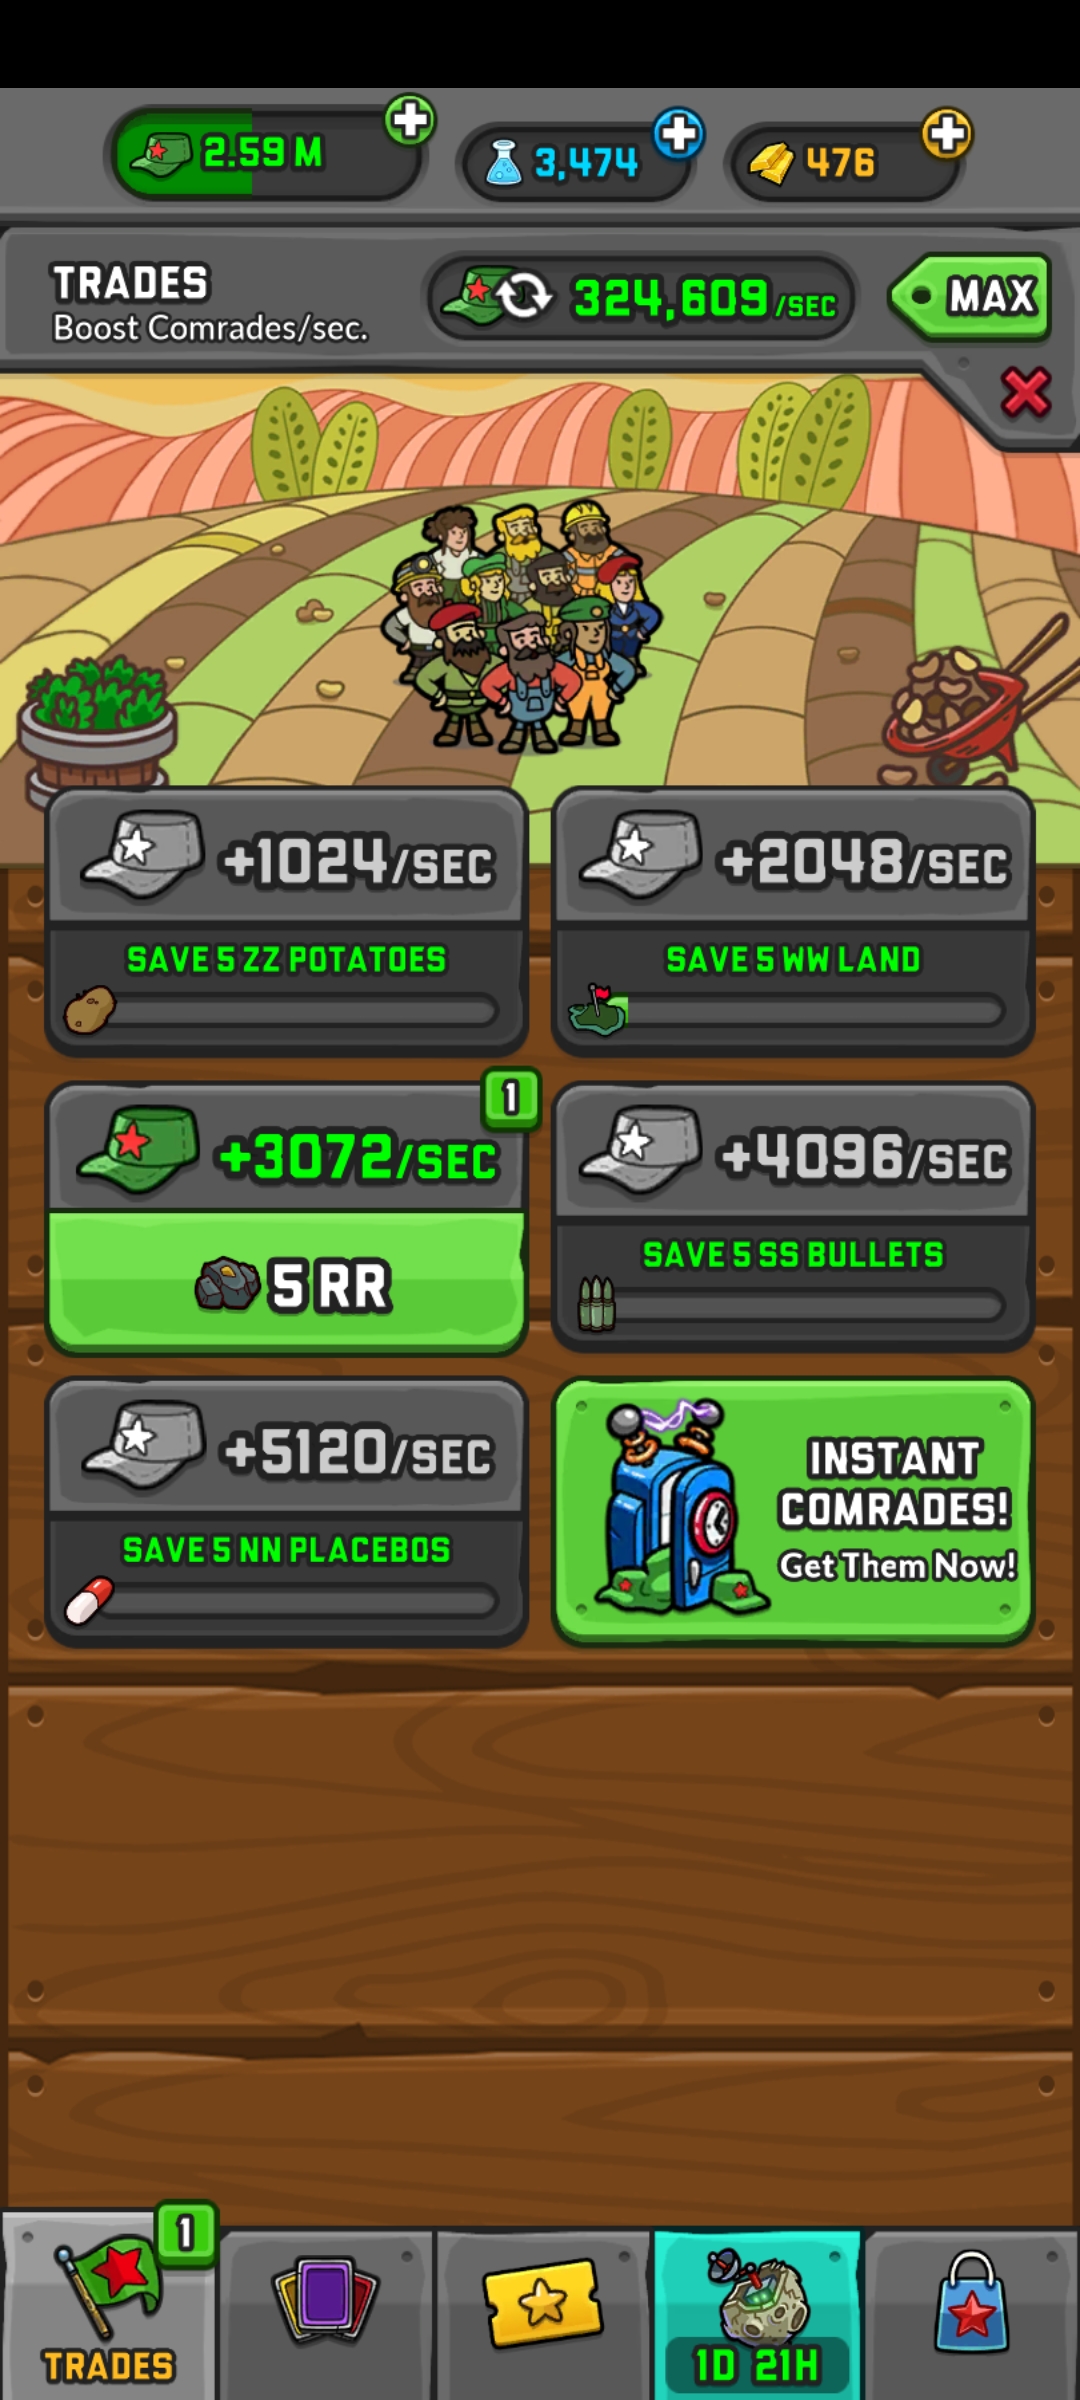 2.59 M
3,474
476
TRADES
Boost Comrades/sec.
324,609/SEC
MAX
+1024/SEC
SAVE 5 ZZ POTATOES
+2048/SEC
SAVE 5 WW LAND
1
+3072/SEC
5 RR
+4096/SEC
SAVE 5 SS BULLETS
+5120/SEC
SAVE 5 NN PLACEBOS
INSTANT
COMRADES!
Get Them Now!
1
TRADES
1D 21H